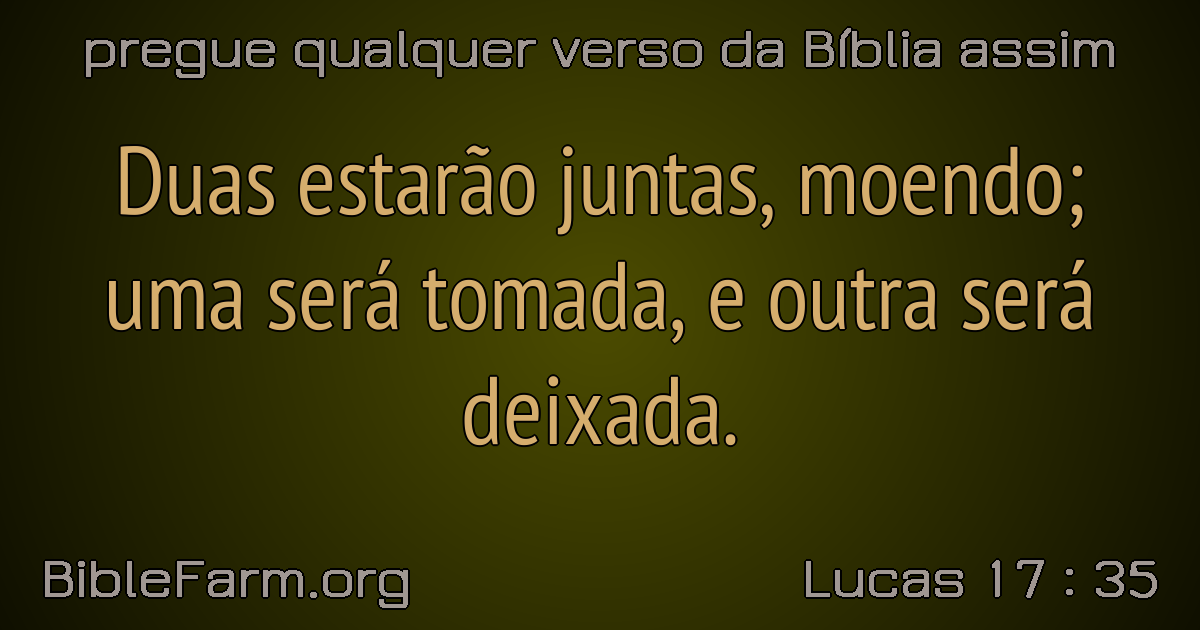 pregue qualquer verso da Bíblia assim
Duas estarão juntas, moendo;
uma será tomada, e outra será
deixada.
BibleFarm.org
Lucas 17 : 35